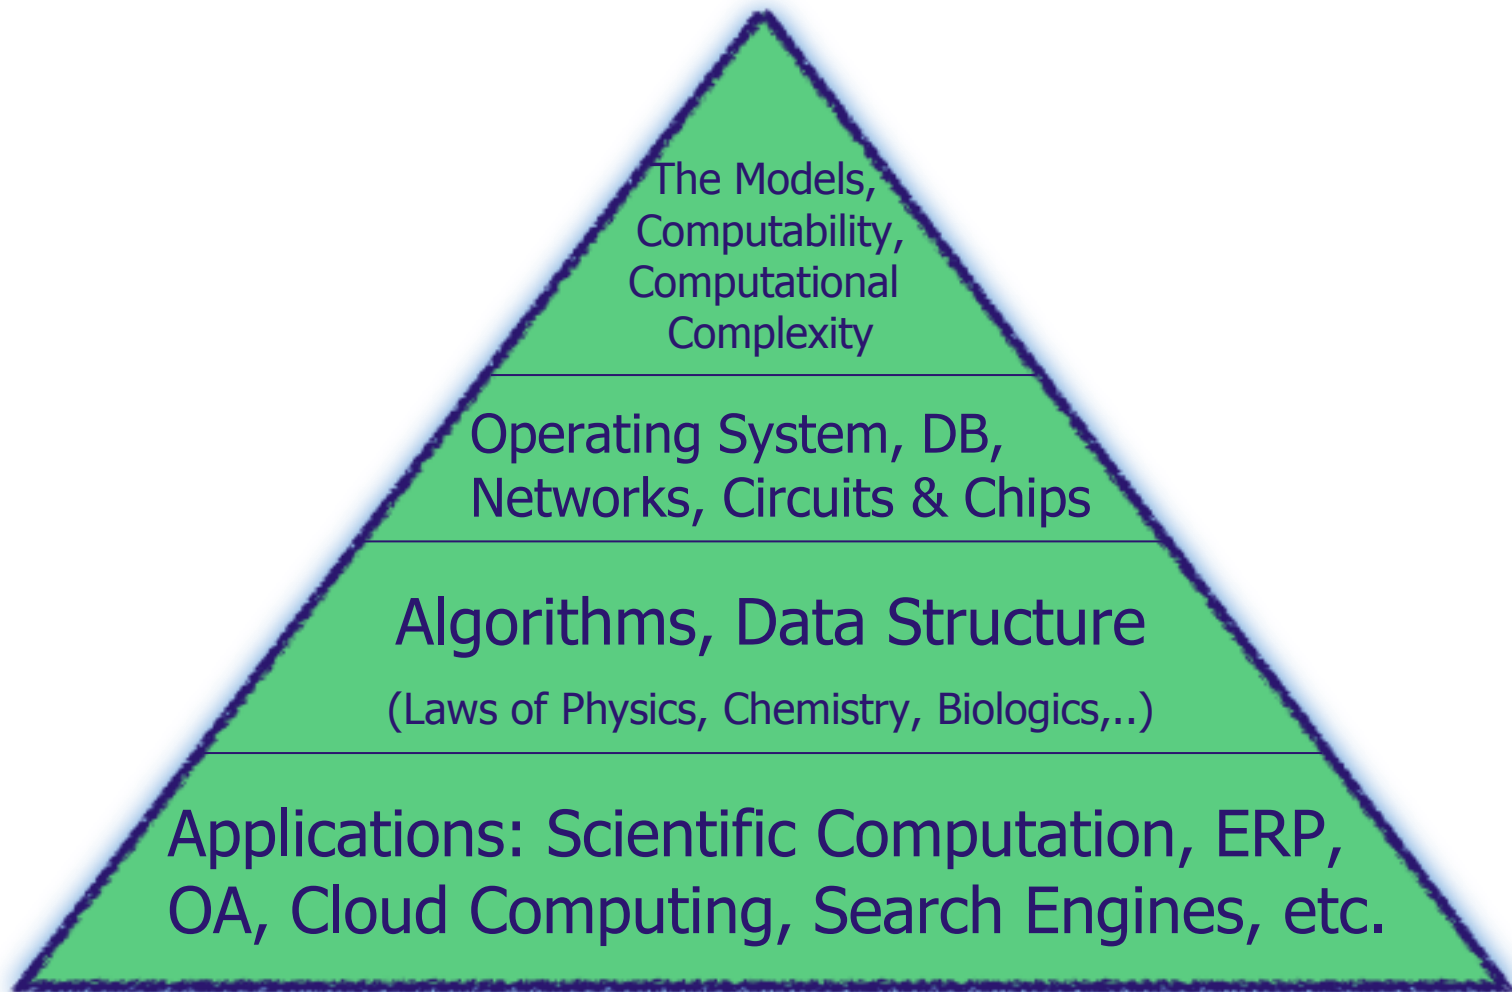 The Models,
Computability,
Computational
Complexity
Operating System, DB,
Networks, Circuits & Chips
Algorithms, Data Structure
(Laws of Physics, Chemistry, Biologics,..)
Applications: Scientific Computation, ERP,
OA, Cloud Computing, Search Engines, etc.